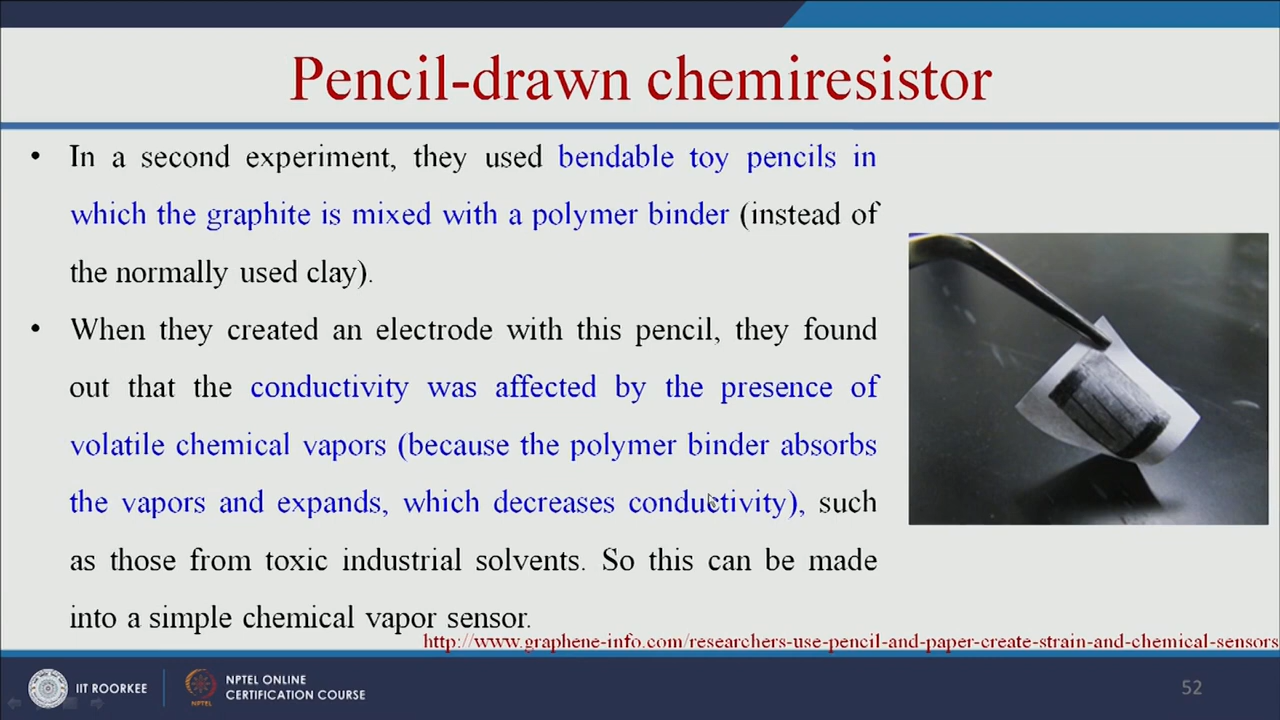 Pencil-drawn chemiresistor
• In a second experiment, they used bendable toy pencils in
which the graphite is mixed with a polymer binder (instead of
the normally used clay).
• When they created an electrode with this pencil, they found
out that the conductivity was affected by the presence of
volatile chemical vapors (because the polymer binder absorbs
the vapors and expands, which decreases conductivity), such
as those from toxic industrial solvents. So this can be made
into a simple chemical vapor sensor.
http://www.graphene-info.com/researchers-use-pencil-and-paper-create-strain-and-chemical-sensors
IIT ROORKEE
NPTEL
NPTEL ONLINE
CERTIFICATION COURSE
52